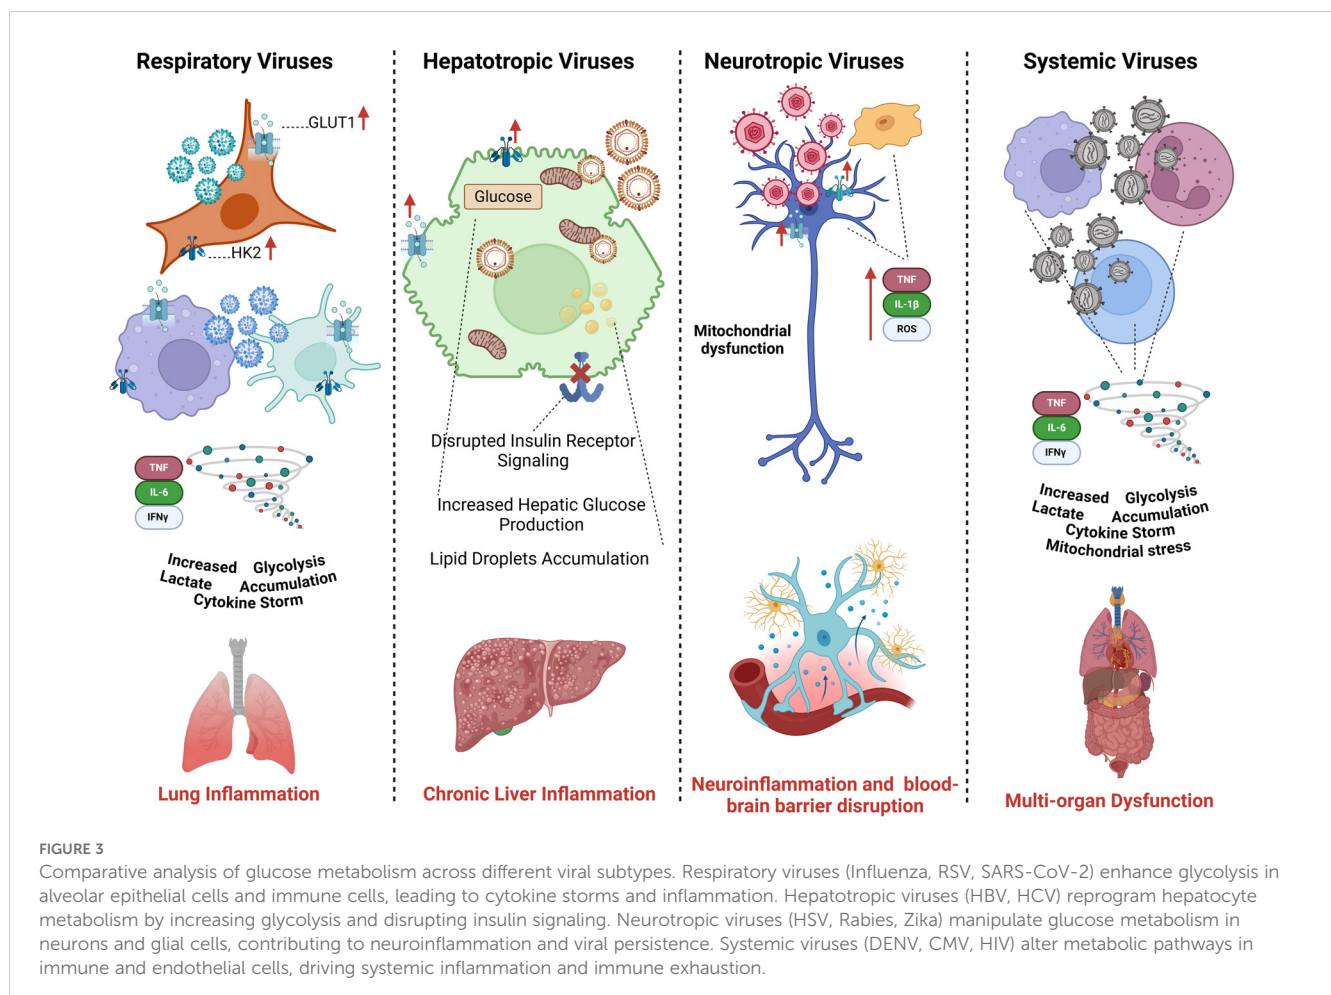 Respiratory Viruses
GLUT1
HK2
TNF
IL-6
IFNγ
Increased Glycolysis
Lactate Accumulation
Cytokine Storm
Lung Inflammation
Hepatotropic Viruses
Glucose
Disrupted Insulin Receptor
Signaling
Increased Hepatic Glucose
Production
Lipid Droplets Accumulation
Chronic Liver Inflammation
Neurotropic Viruses
TNF
IL-1β
ROS
Mitochondrial
dysfunction
Neuroinflammation and blood-
brain barrier disruption
Systemic Viruses
TNF
IL-6
IFNγ
Increased Glycolysis
Lactate Accumulation
Cytokine Storm
Mitochondrial stress
Multi-organ Dysfunction
FIGURE 3
Comparative analysis of glucose metabolism across different viral subtypes. Respiratory viruses (Influenza, RSV, SARS-CoV-2) enhance glycolysis in
alveolar epithelial cells and immune cells, leading to cytokine storms and inflammation. Hepatotropic viruses (HBV, HCV) reprogram hepatocyte
metabolism by increasing glycolysis and disrupting insulin signaling. Neurotropic viruses (HSV, Rabies, Zika) manipulate glucose metabolism in
neurons and glial cells, contributing to neuroinflammation and viral persistence. Systemic viruses (DENV, CMV, HIV) alter metabolic pathways in
immune and endothelial cells, driving systemic inflammation and immune exhaustion.